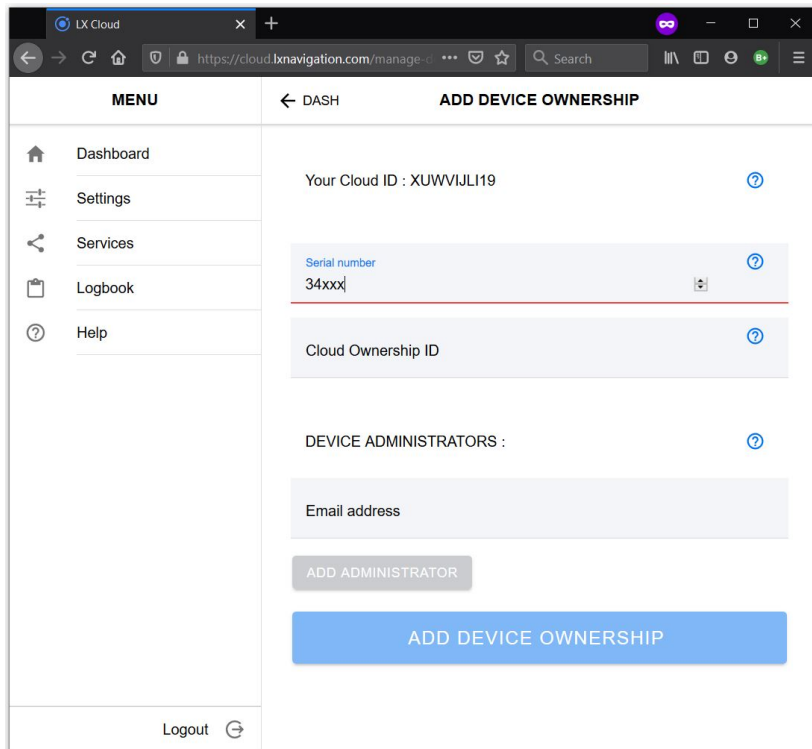 LX Cloud
https://cloud.lxnavigation.com/manage-d
Search
B+
MENU
← DASH
ADD DEVICE OWNERSHIP
Dashboard
Settings
Services
Logbook
Help
Your Cloud ID : XUWVIJLI19
Serial number
34xxx
Cloud Ownership ID
DEVICE ADMINISTRATORS :
Email address
ADD ADMINISTRATOR
ADD DEVICE OWNERSHIP
Logout